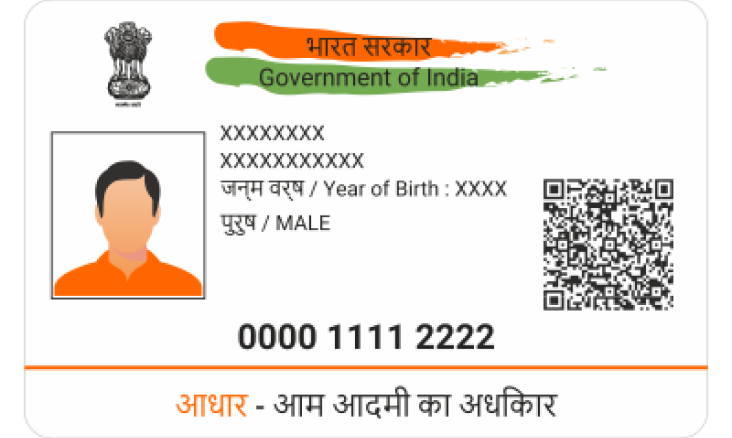 भारत सरकार
Government of India
XXXXXXXX
XXXXXXXXXXX
जन्‌म वर्‌ष / Year of Birth : XXXX
पुरुष / MALE
0000 1111 2222
आधार - आम आदमी का अधकिार